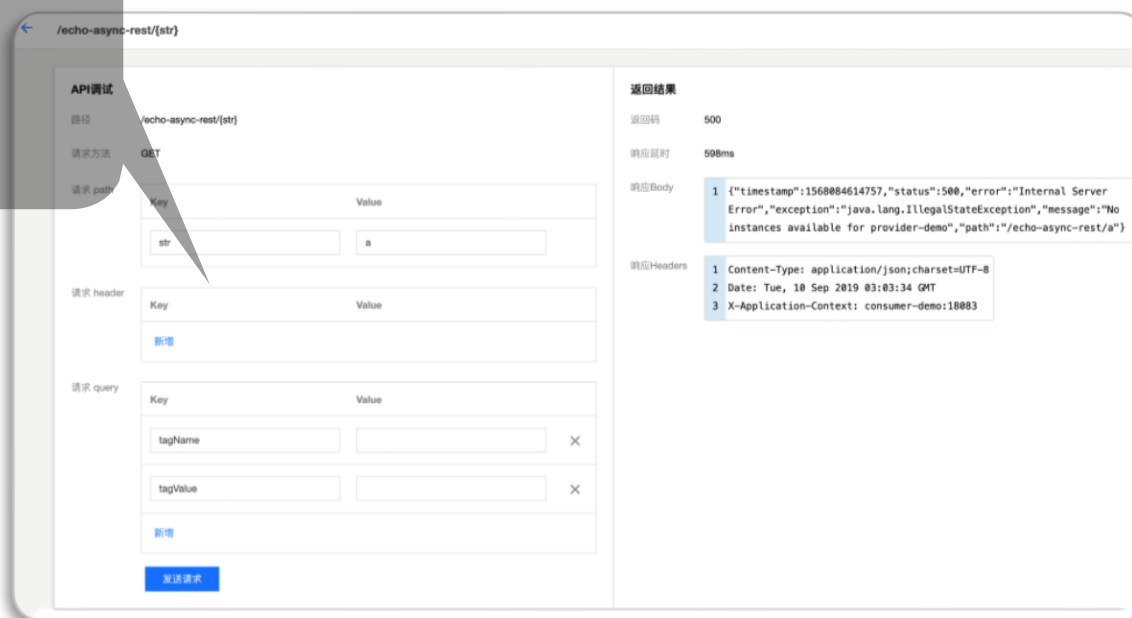 /echo-async-rest/{str}
API调试
路径 /echo-async-rest/{str}
请求方法 GET
请求 path
Key Value
str a
请求 header
Key Value
新增
请求 query
Key Value
tagName
tagValue
新增
发送请求
返回结果
返回码 500
响应延时 598ms
响应Body
1 {"timestamp":1568084614757,"status":500,"error":"Internal Server
Error","exception":"java.lang.IllegalStateException","message":"No
instances available for provider-demo","path":"/echo-async-rest/a"}
响应Headers
1 Content-Type: application/json;charset=UTF-8
2 Date: Tue, 10 Sep 2019 03:03:34 GMT
3 X-Application-Context: consumer-demo:18083